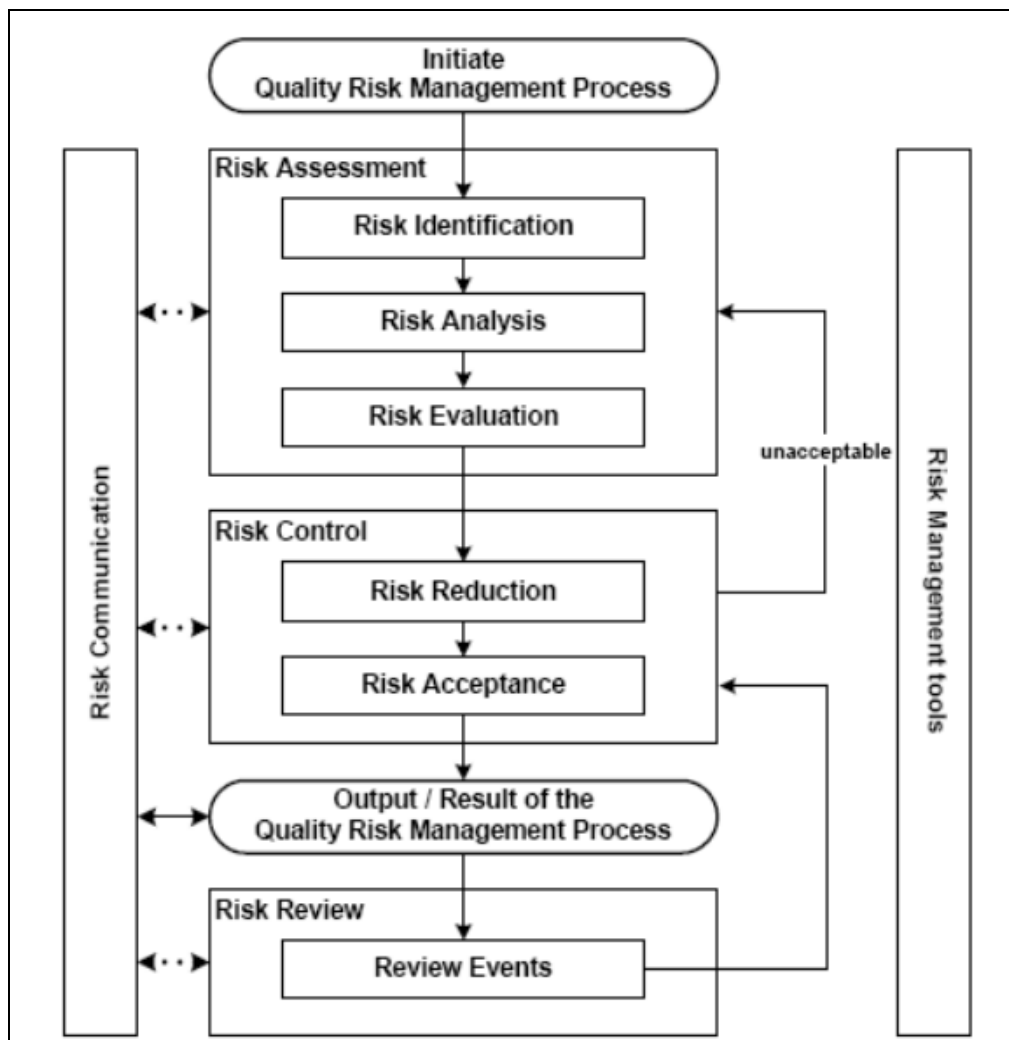 Initiate
Quality Risk Management Process
Risk Assessment
Risk Identification
Risk Analysis
Risk Evaluation
unacceptable
Risk Control
Risk Reduction
Risk Acceptance
Output / Result of the
Quality Risk Management Process
Risk Review
Review Events
Risk Communication
Risk Management tools